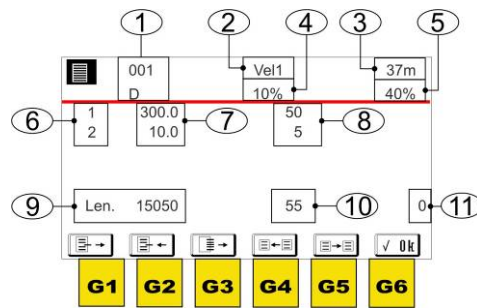 1 2 4 3 5
001 Vel1 37m
D 10% 40%
6 1 300.0 7 50 8
2 10.0 5
9 Len. 15050 55 10 0 11
√ Ok
G1 G2 G3 G4 G5 G6